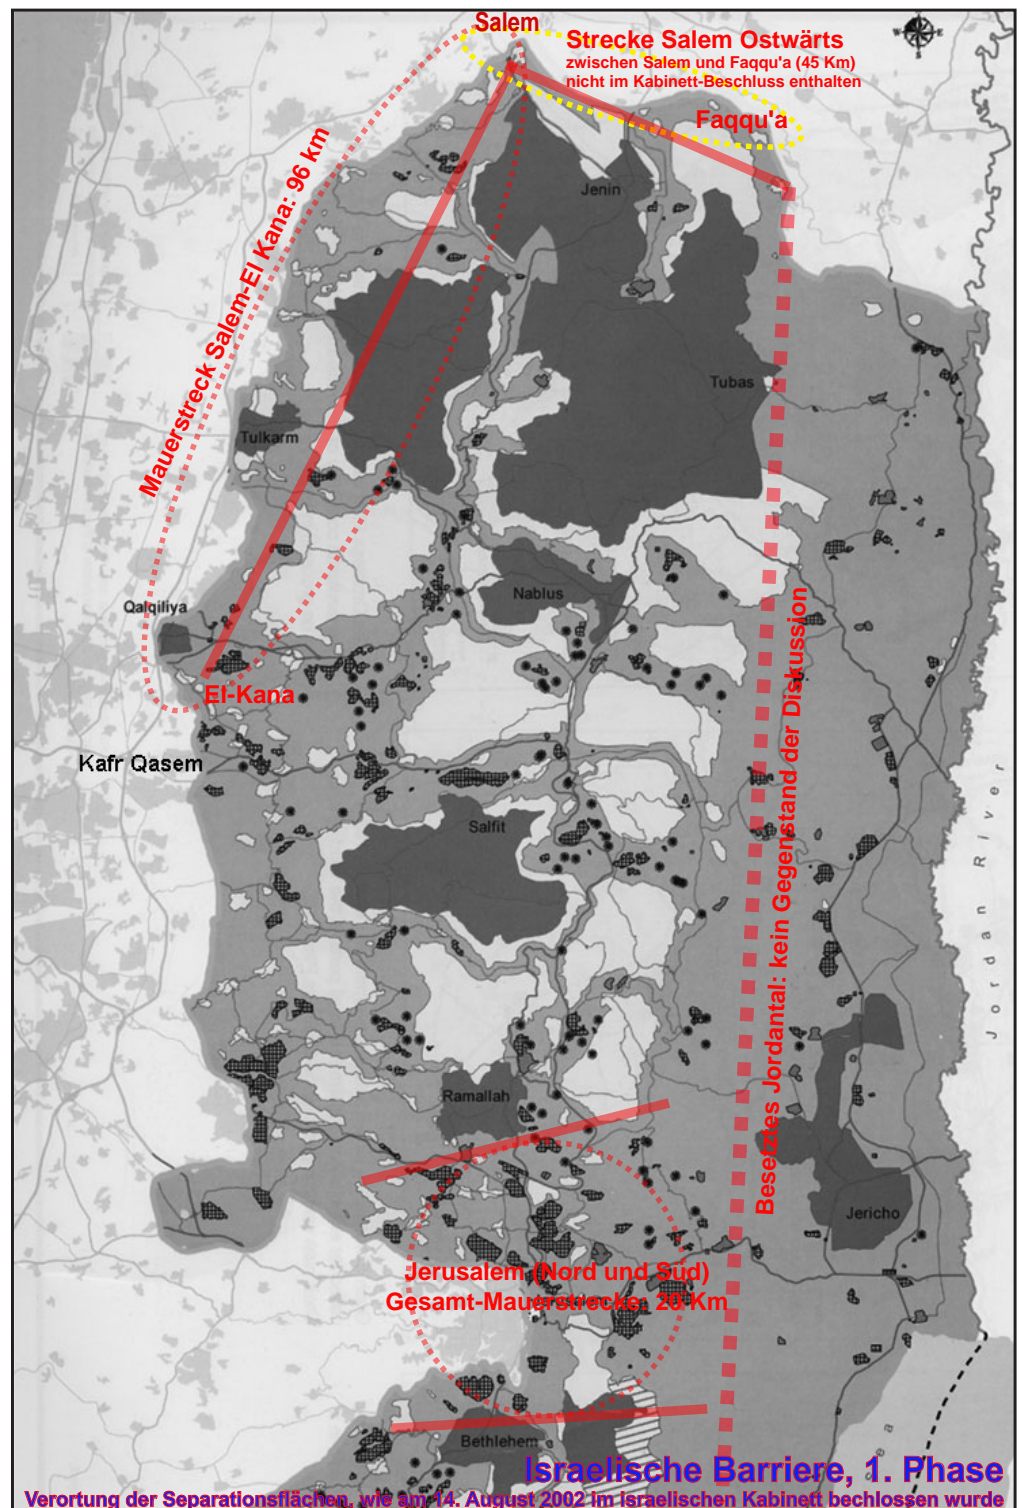 Salem
Strecke Salem Ostwärts
zwischen Salem und Faqqu'a (45 Km)
nicht im Kabinett-Beschluss enthalten
W E
S
Faqqu'a
Mauerstreck Salem-El Kana: 96 km
Jenin
Tubas
Tulkarm
Nablus
Qalqiliya
El-Kana
Kafr Qasem
Besetztes Jordantal: kein Gegenstand der Diskussion
Jordan River
Salfit
Ramallah
Jericho
Jerusalem (Nord und Süd)
Gesamt-Mauerstrecke: 20 Km
Bethlehem
Israelische Barriere, 1. Phase
Verortung der Separationsflächen, wie am 14. August 2002 im israelischen Kabinett bechlossen wurde